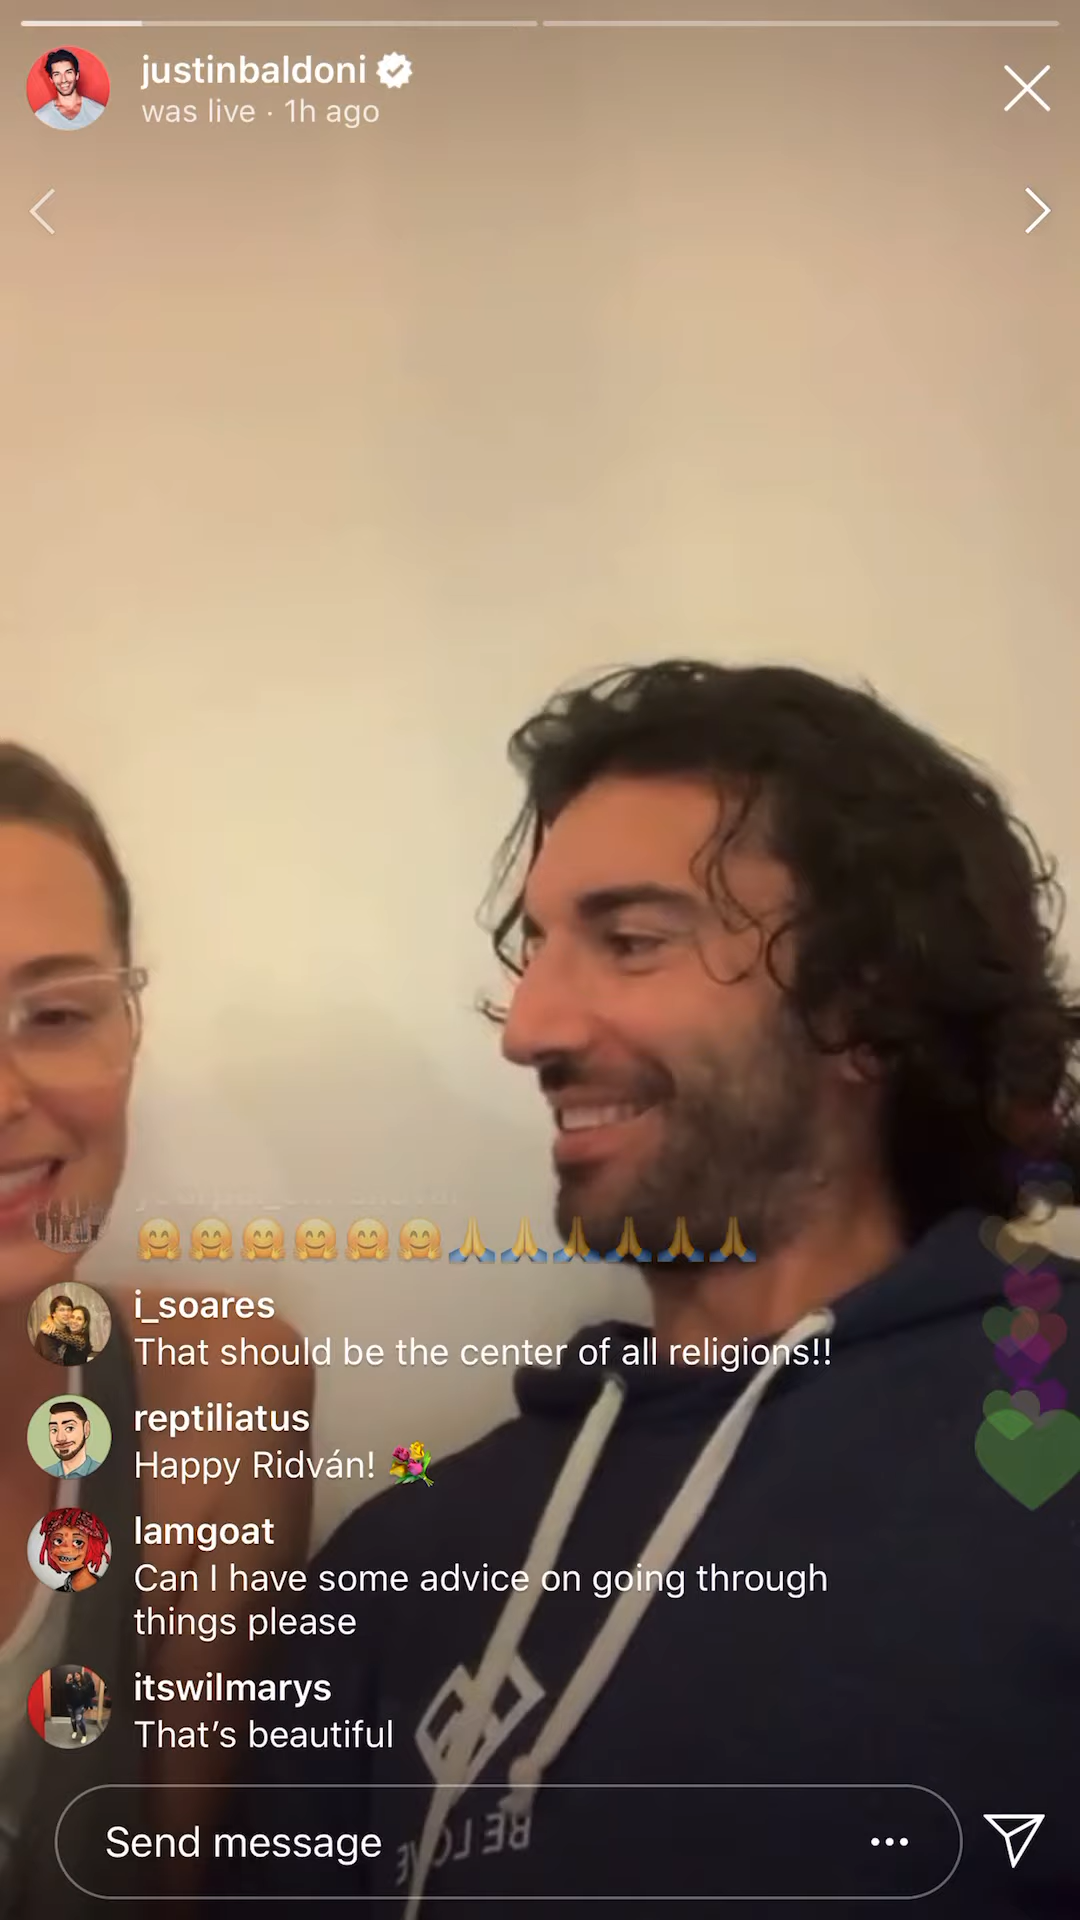 justinbaldoni
was live · 1h ago
🤗🤗🤗🤗🤗🤗🙏🙏🙏🙏🙏🙏
i_soares
That should be the center of all religions!!
reptiliatus
Happy Ridván! 💐
lamgoat
Can I have some advice on going through
things please
itswilmarys
That's beautiful
Send message